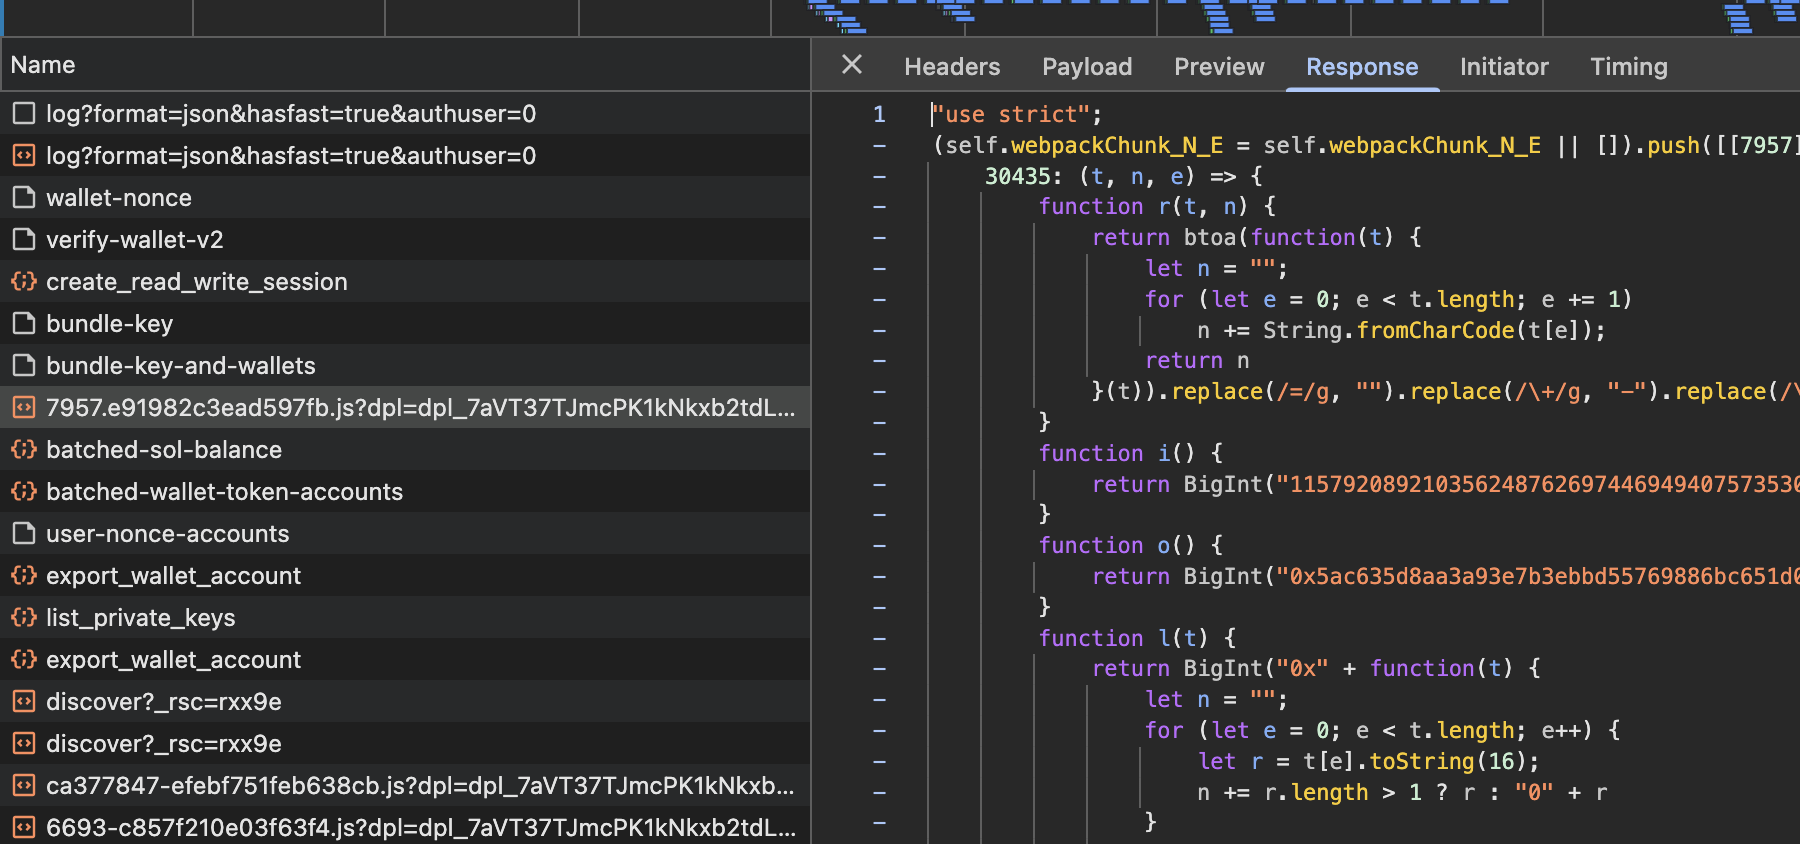 Name
log?format=json&hasfast=true&authuser=0
log?format=json&hasfast=true&authuser=0
wallet-nonce
verify-wallet-v2
create_read_write_session
bundle-key
bundle-key-and-wallets
7957.e91982c3ead597fb.js?dpl=dpl_7aVT37TJmcPK1kNkxb2tdL...
batched-sol-balance
batched-wallet-token-accounts
user-nonce-accounts
export_wallet_account
list_private_keys
export_wallet_account
discover?_rsc=rxx9e
discover?_rsc=rxx9e
ca377847-efebf751feb638cb.js?dpl=dpl_7aVT37TJmcPK1kNkxb...
6693-c857f210e03f63f4.js?dpl=dpl_7aVT37TJmcPK1kNkxb2tdL...
Headers Payload Preview Response Initiator Timing
1 "use strict";
– (self.webpackChunk_N_E = self.webpackChunk_N_E || []).push([[7957]
– 30435: (t, n, e) => {
– function r(t, n) {
– return btoa(function(t) {
– let n = "";
– for (let e = 0; e < t.length; e += 1)
– n += String.fromCharCode(t[e]);
– return n
– }(t)).replace(/=/g, "").replace(/\+/g, "-").replace(/\
– }
– function i() {
– return BigInt("1157920892103562487626974469494075735300
– }
– function o() {
– return BigInt("0x5ac635d8aa3a93e7b3ebbd55769886bc651d0
– }
– function l(t) {
– return BigInt("0x" + function(t) {
– let n = "";
– for (let e = 0; e < t.length; e++) {
– let r = t[e].toString(16);
– n += r.length > 1 ? r : "0" + r
– }